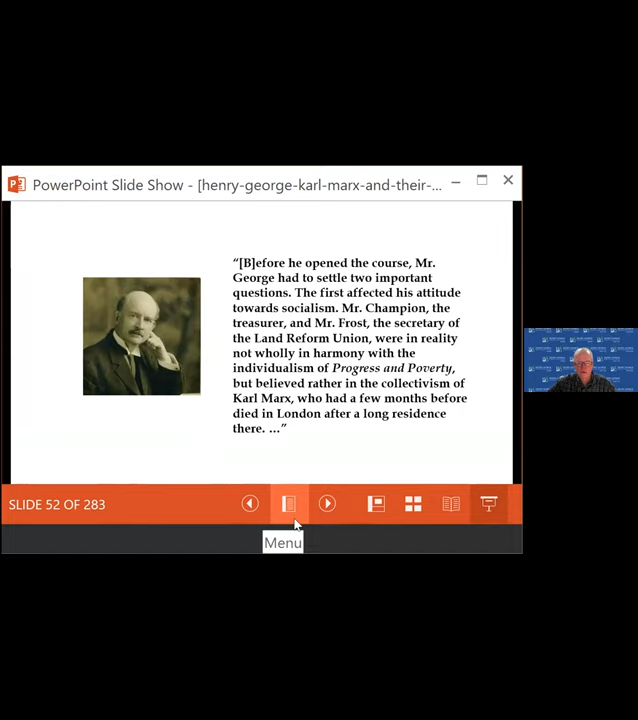 PowerPoint Slide Show - [henry-george-karl-marx-and-their-...
“[B]efore he opened the course, Mr.
George had to settle two important
questions. The first affected his attitude
towards socialism. Mr. Champion, the
treasurer, and Mr. Frost, the secretary of
the Land Reform Union, were in reality
not wholly in harmony with the
individualism of Progress and Poverty,
but believed rather in the collectivism of
Karl Marx, who had a few months before
died in London after a long residence
there. …”
SLIDE 52 OF 283
Menu